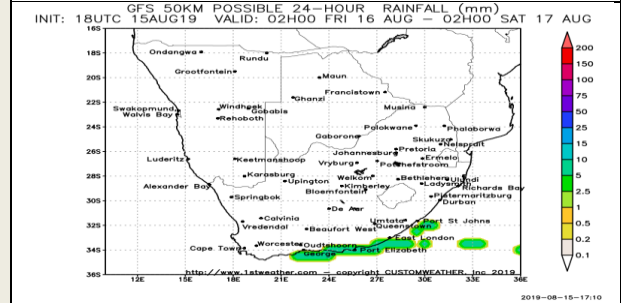 GFS 50KM POSSIBLE 24-HOUR RAINFALL (mm)
INIT: 18UTC 15AUG19 VALID: 02H00 FRI 16 AUG – 02H00 SAT 17 AUG
16S
Ondangwa
Rundu
200
Grootfontein
150
20S
Maun
100
Francistown
75
22S
Ghanzi
50
Swakopmund
Windhoek
Gobabis
Musina
Walvis Bay
Rehoboth
25
24S
Polokwane
Phalaborwa
15
Gaborone
Skukuza
Pretoria
Nelspruit
10
26S
Johannesburg
Luderitz
Keetmanshoop
Vryburg
Potchefstroom
Ermelo
5
Karasburg
Welkom
Bethlehem
Ulundi
28S
Upington
Kimberley
Ladysmith
Richards Bay
2.5
Alexander Bay
Bloemfontein
Springbok
Pietermaritzburg
1
30S
Durban
De Aar
0.5
Calvinia
Umtata
Port St Johns
32S
Vredendal
Beaufort West
Queenstown
0.2
East London
Cape Town
Worcester
Oudtshoorn
0.1
34S
George
Port Elizabeth
http://www.1stweather.com – copyright CUSTOMWEATHER, Inc 2019
36S
12E 15E 18E 21E 24E 27E 30E 33E 36E
2019-08-15-17:10